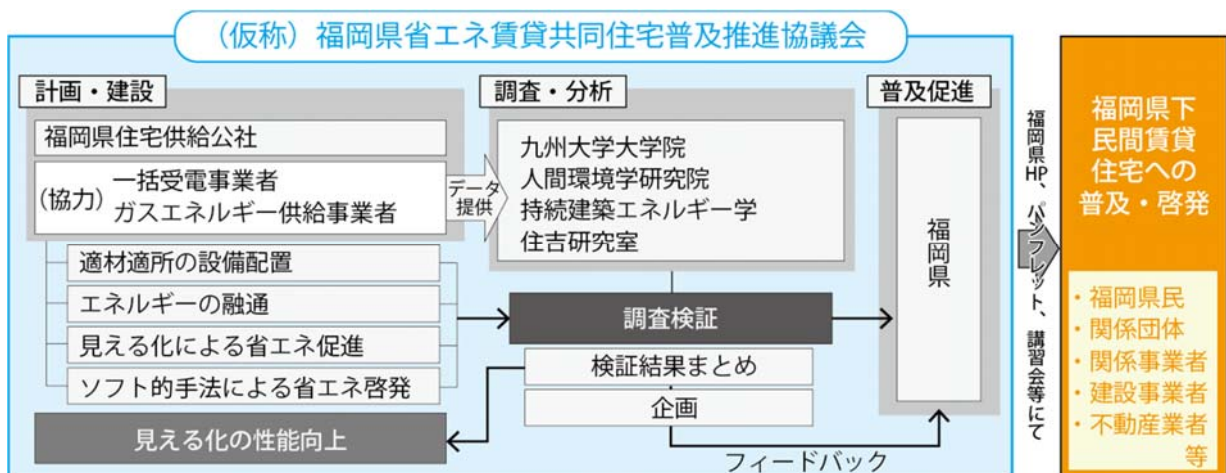 （仮称）福岡県省エネ賃貸共同住宅普及推進協議会
計画・建設
福岡県住宅供給公社
（協力）
一括受電事業者
ガスエネルギー供給事業者
データ
提供
適材適所の設備配置
エネルギーの融通
見える化による省エネ促進
ソフト的手法による省エネ啓発
見える化の性能向上
調査・分析
九州大学大学院
人間環境学研究院
持続建築エネルギー学
住吉研究室
調査検証
検証結果まとめ
企画
フィードバック
普及促進
福岡県
福岡県HP、パンフレット、講習会等にて
福岡県下
民間賃貸
住宅への
普及・啓発
・福岡県民
・関係団体
・関係事業者
・建設事業者
・不動産業者
等